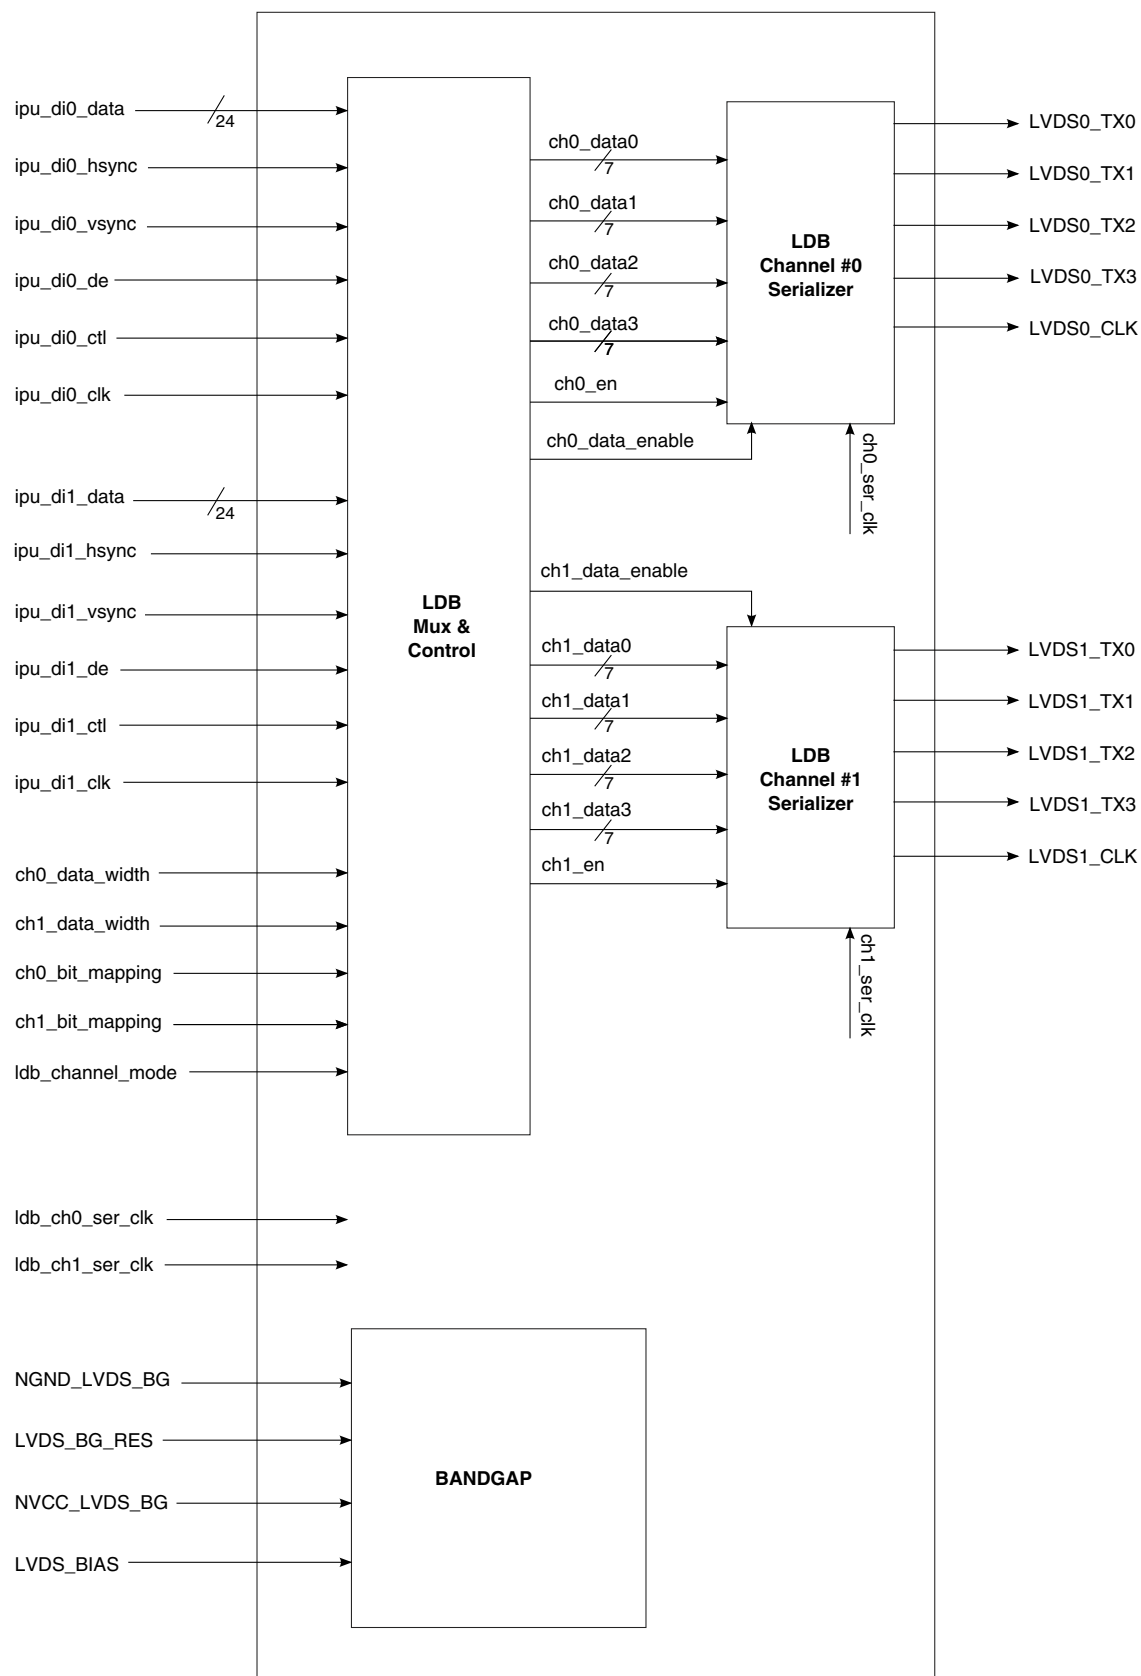 ipu_di0_data
24
ipu_di0_hsync
ipu_di0_vsync
ipu_di0_de
ipu_di0_ctl
ipu_di0_clk
ipu_di1_data
24
ipu_di1_hsync
ipu_di1_vsync
ipu_di1_de
ipu_di1_ctl
ipu_di1_clk
ch0_data_width
ch1_data_width
ch0_bit_mapping
ch1_bit_mapping
ldb_channel_mode
ldb_ch0_ser_clk
ldb_ch1_ser_clk
NGND_LVDS_BG
LVDS_BG_RES
NVCC_LVDS_BG
LVDS_BIAS
LDB
Mux &
Control
BANDGAP
ch0_data0
7
ch0_data1
7
ch0_data2
7
ch0_data3
7
ch0_en
ch0_data_enable
ch1_data_enable
ch1_data0
7
ch1_data1
7
ch1_data2
7
ch1_data3
7
ch1_en
LDB
Channel #0
Serializer
ch0_ser_clk
LDB
Channel #1
Serializer
ch1_ser_clk
LVDS0_TX0
LVDS0_TX1
LVDS0_TX2
LVDS0_TX3
LVDS0_CLK
LVDS1_TX0
LVDS1_TX1
LVDS1_TX2
LVDS1_TX3
LVDS1_CLK